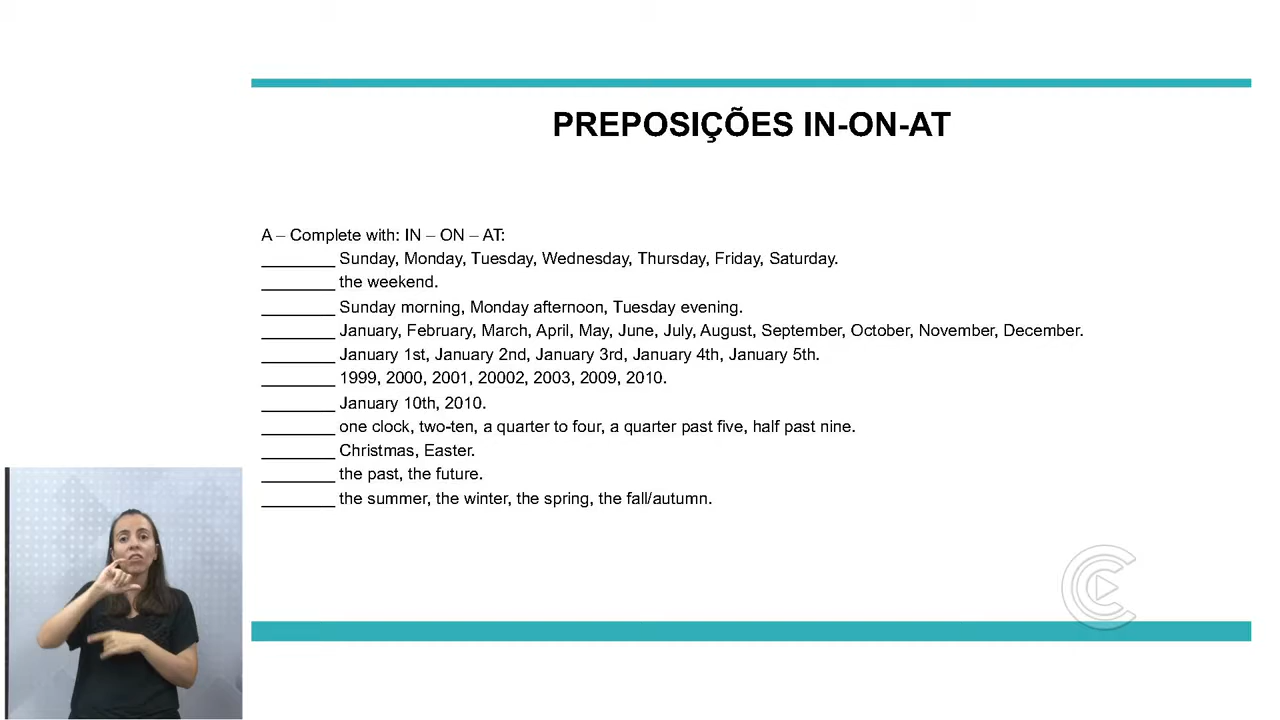 PREPOSIÇÕES IN-ON-AT
A – Complete with: IN – ON – AT:
________ Sunday, Monday, Tuesday, Wednesday, Thursday, Friday, Saturday.
________ the weekend.
________ Sunday morning, Monday afternoon, Tuesday evening.
________ January, February, March, April, May, June, July, August, September, October, November, December.
________ January 1st, January 2nd, January 3rd, January 4th, January 5th.
________ 1999, 2000, 2001, 20002, 2003, 2009, 2010.
________ January 10th, 2010.
________ one clock, two-ten, a quarter to four, a quarter past five, half past nine.
________ Christmas, Easter.
________ the past, the future.
________ the summer, the winter, the spring, the fall/autumn.